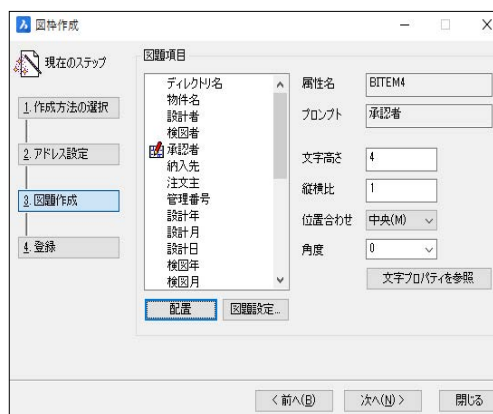 図枠作成
現在のステップ
1.作成方法の選択
2.アドレス設定
3.図題作成
4.登録
図題項目
ディレクトリ名
物件名
設計者
検図者
承認者
納入先
注文主
管理番号
設計年
設計月
設計日
検図年
検図月
配置
図題設定...
属性名
BITEM4
プロンプト
承認者
文字高さ
4
縦横比
1
位置合わせ
中央(M)
角度
0
文字プロパティを参照
< 前へ(B)
次へ(N) >
閉じる